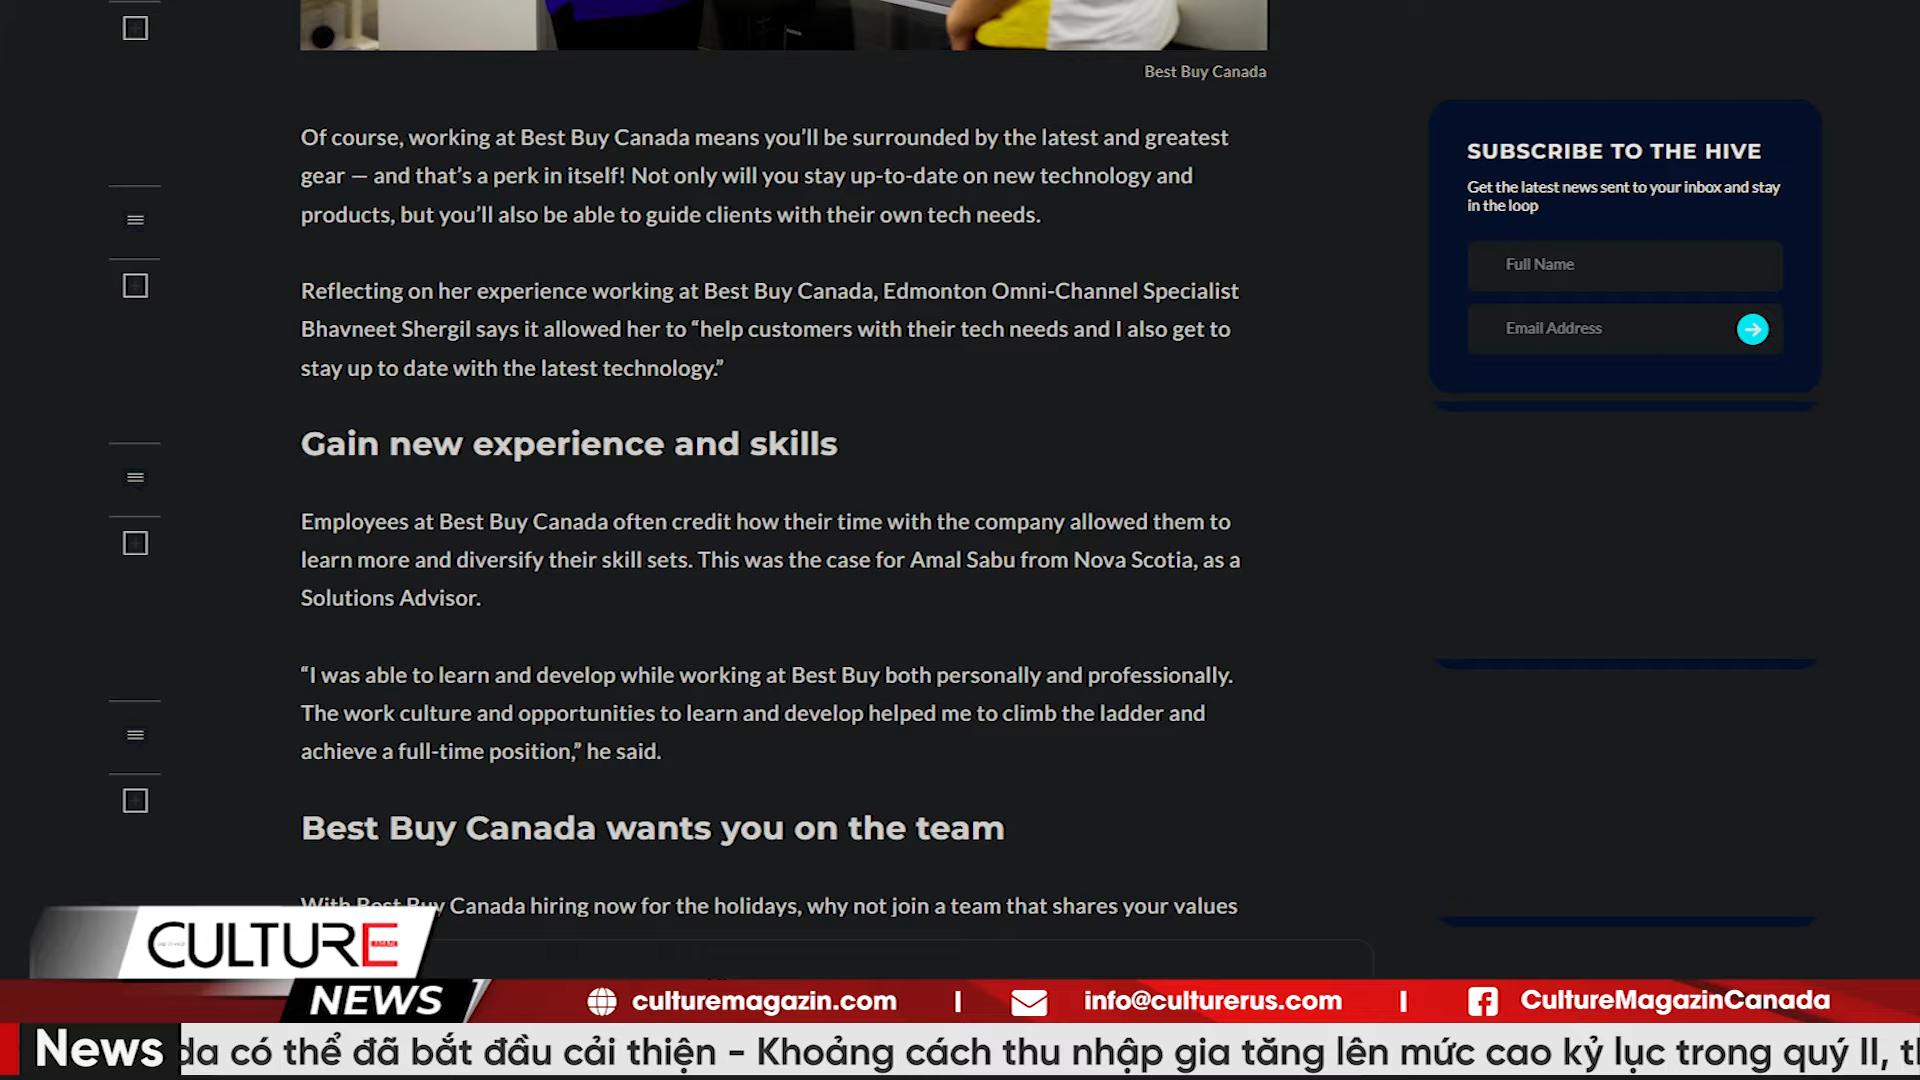 Best Buy Canada
Of course, working at Best Buy Canada means you’ll be surrounded by the latest and greatest
gear — and that’s a perk in itself! Not only will you stay up-to-date on new technology and
products, but you’ll also be able to guide clients with their own tech needs.
Reflecting on her experience working at Best Buy Canada, Edmonton Omni-Channel Specialist
Bhavneet Shergil says it allowed her to “help customers with their tech needs and I also get to
stay up to date with the latest technology.”
Gain new experience and skills
Employees at Best Buy Canada often credit how their time with the company allowed them to
learn more and diversify their skill sets. This was the case for Amal Sabu from Nova Scotia, as a
Solutions Advisor.
“I was able to learn and develop while working at Best Buy both personally and professionally.
The work culture and opportunities to learn and develop helped me to climb the ladder and
achieve a full-time position,” he said.
Best Buy Canada wants you on the team
With Best Buy Canada hiring now for the holidays, why not join a team that shares your values
SUBSCRIBE TO THE HIVE
Get the latest news sent to your inbox and stay
in the loop
Full Name
Email Address
CULTURE
NEWS
culturemagazin.com | info@culturerus.com | CultureMagazinCanada
News
da có thể đã bắt đầu cải thiện - Khoảng cách thu nhập gia tăng lên mức cao kỷ lục trong quý II,